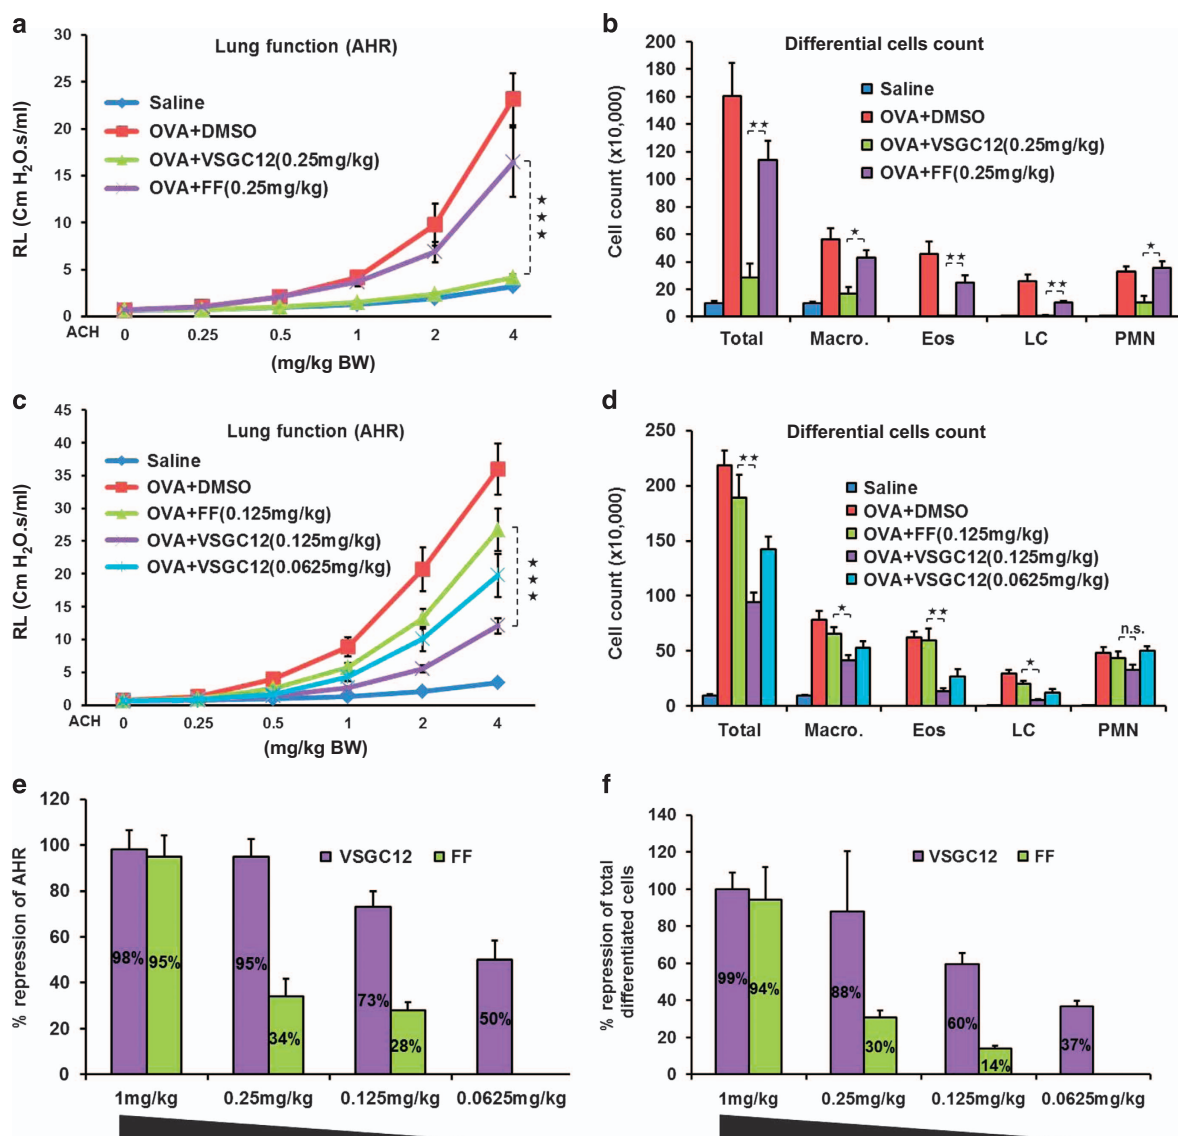 a
Lung function (AHR)
RL (Cm H2O.s/ml)
30
25
20
15
10
5
0
Saline
OVA+DMSO
OVA+VSGC12(0.25mg/kg)
OVA+FF(0.25mg/kg)
★★★
ACH 0 0.25 0.5 1 2 4
(mg/kg BW)
b
Differential cells count
Cell count (x10,000)
200
180
160
140
120
100
80
60
40
20
0
Saline
OVA+DMSO
OVA+VSGC12(0.25mg/kg)
OVA+FF(0.25mg/kg)
★★ ★ ★★ ★★ ★
Total Macro. Eos LC PMN
c
Lung function (AHR)
RL (Cm H2O.s/ml)
45
40
35
30
25
20
15
10
5
0
Saline
OVA+DMSO
OVA+FF(0.125mg/kg)
OVA+VSGC12(0.125mg/kg)
OVA+VSGC12(0.0625mg/kg)
★★★
ACH 0 0.25 0.5 1 2 4
(mg/kg BW)
d
Differential cells count
Cell count (x10,000)
250
200
150
100
50
0
Saline
OVA+DMSO
OVA+FF(0.125mg/kg)
OVA+VSGC12(0.125mg/kg)
OVA+VSGC12(0.0625mg/kg)
★★ ★ ★★ ★ n.s.
Total Macro. Eos LC PMN
e
% repression of AHR
120
100
80
60
40
20
0
VSGC12 FF
98% 95% 95% 34% 73% 28% 50%
1mg/kg 0.25mg/kg 0.125mg/kg 0.0625mg/kg
f
% repression of total
differentiated cells
140
120
100
80
60
40
20
0
VSGC12 FF
99% 94% 88% 30% 60% 14% 37%
1mg/kg 0.25mg/kg 0.125mg/kg 0.0625mg/kg